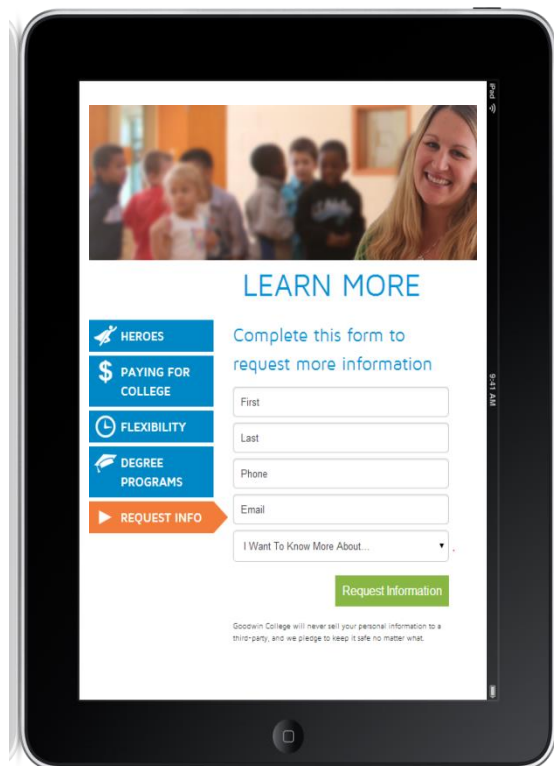 iPad
9:41 AM
LEARN MORE
HEROES
$ PAYING FOR
COLLEGE
FLEXIBILITY
DEGREE
PROGRAMS
REQUEST INFO
Complete this form to
request more information
First
Last
Phone
Email
I Want To Know More About...
Request Information
Goodwin College will never sell your personal information to a
third-party, and we pledge to keep it safe no matter what.